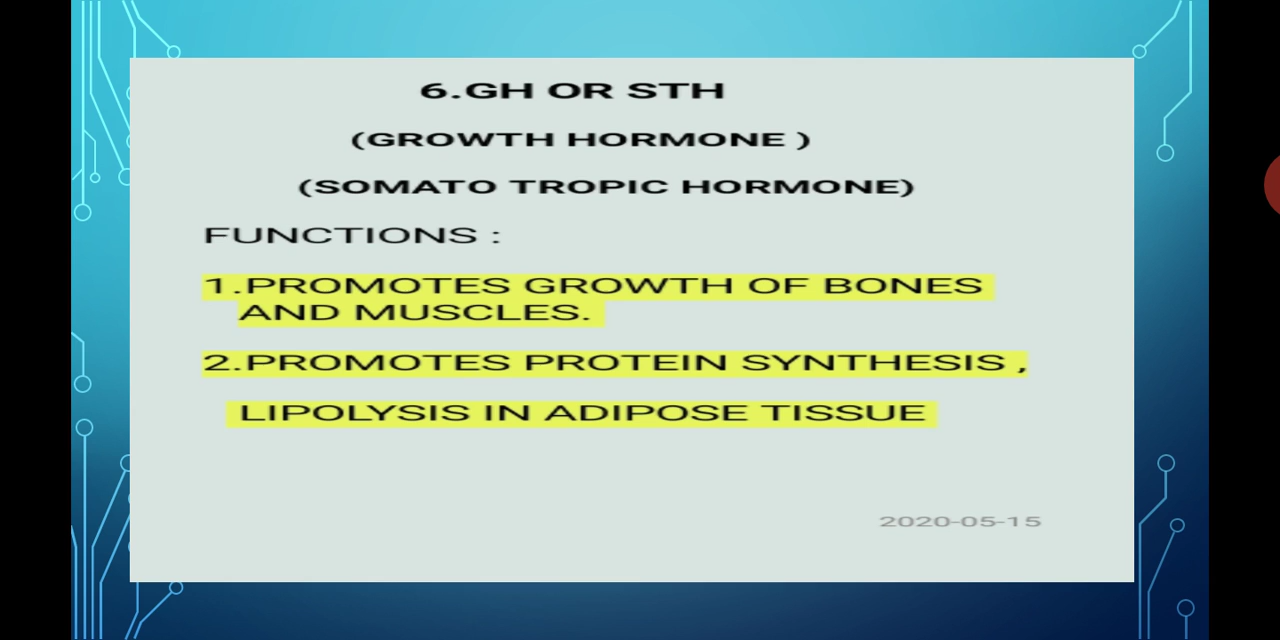 6.GH OR STH
(GROWTH HORMONE )
(SOMATO TROPIC HORMONE)
FUNCTIONS :
1.PROMOTES GROWTH OF BONES
AND MUSCLES.
2.PROMOTES PROTEIN SYNTHESIS ,
LIPOLYSIS IN ADIPOSE TISSUE
2020-05-15